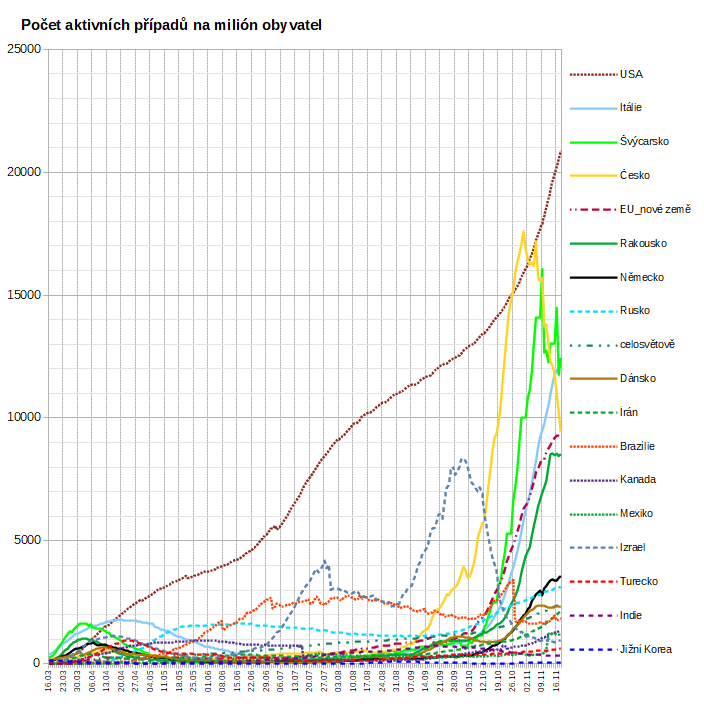 Počet aktivních případů na milión obyvatel
25000
20000
15000
10000
5000
0
16.03
23.03
30.03
06.04
13.04
20.04
27.04
04.05
11.05
18.05
25.05
01.06
08.06
15.06
22.06
29.06
06.07
13.07
20.07
27.07
03.08
10.08
17.08
24.08
31.08
07.09
14.09
21.09
28.09
05.10
12.10
19.10
26.10
02.11
09.11
16.11
USA
Itálie
Švýcarsko
Česko
EU_nové země
Rakousko
Německo
Rusko
celosvětově
Dánsko
Írán
Brazílie
Kanada
Mexiko
Izrael
Turecko
Indie
Jižní Korea